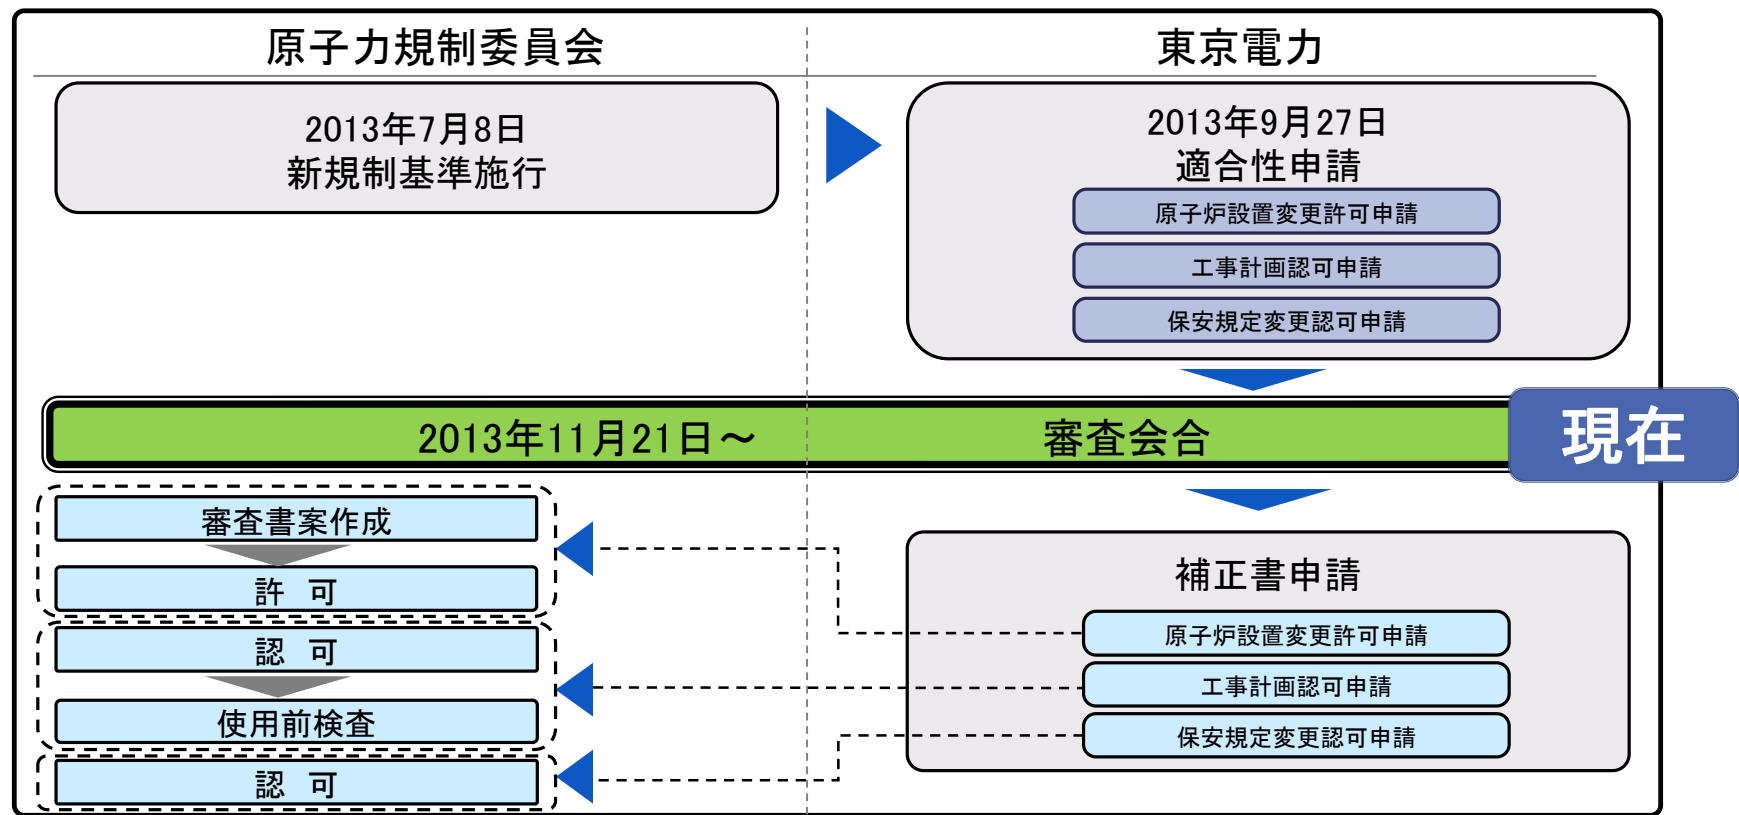 原子力規制委員会
東京電力
2013年7月8日
新規制基準施行
2013年9月27日
適合性申請
原子炉設置変更許可申請
工事計画認可申請
保安規定変更認可申請
2013年11月21日～
審査会合
現在
審査書案作成
許 可
認 可
使用前検査
認 可
補正書申請
原子炉設置変更許可申請
工事計画認可申請
保安規定変更認可申請